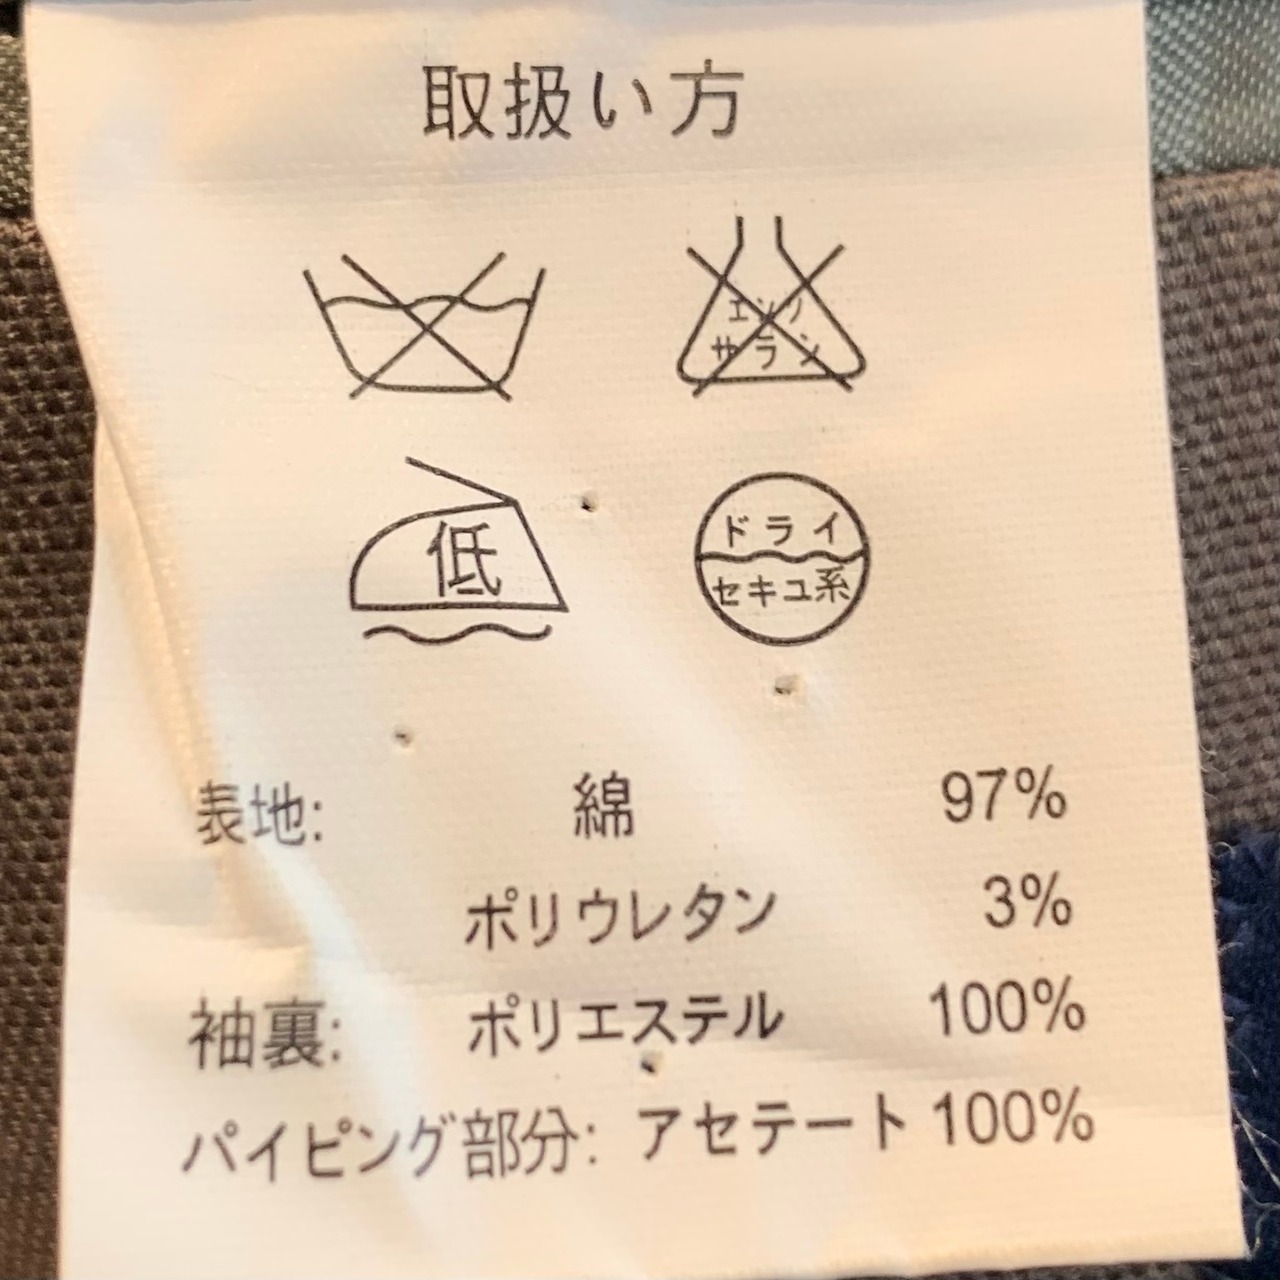 取扱い方
エンソ
サラシ
低
ドライ
セキユ系
表地: 綿 97%
ポリウレタン 3%
袖裏: ポリエステル 100%
パイピング部分: アセテート 100%